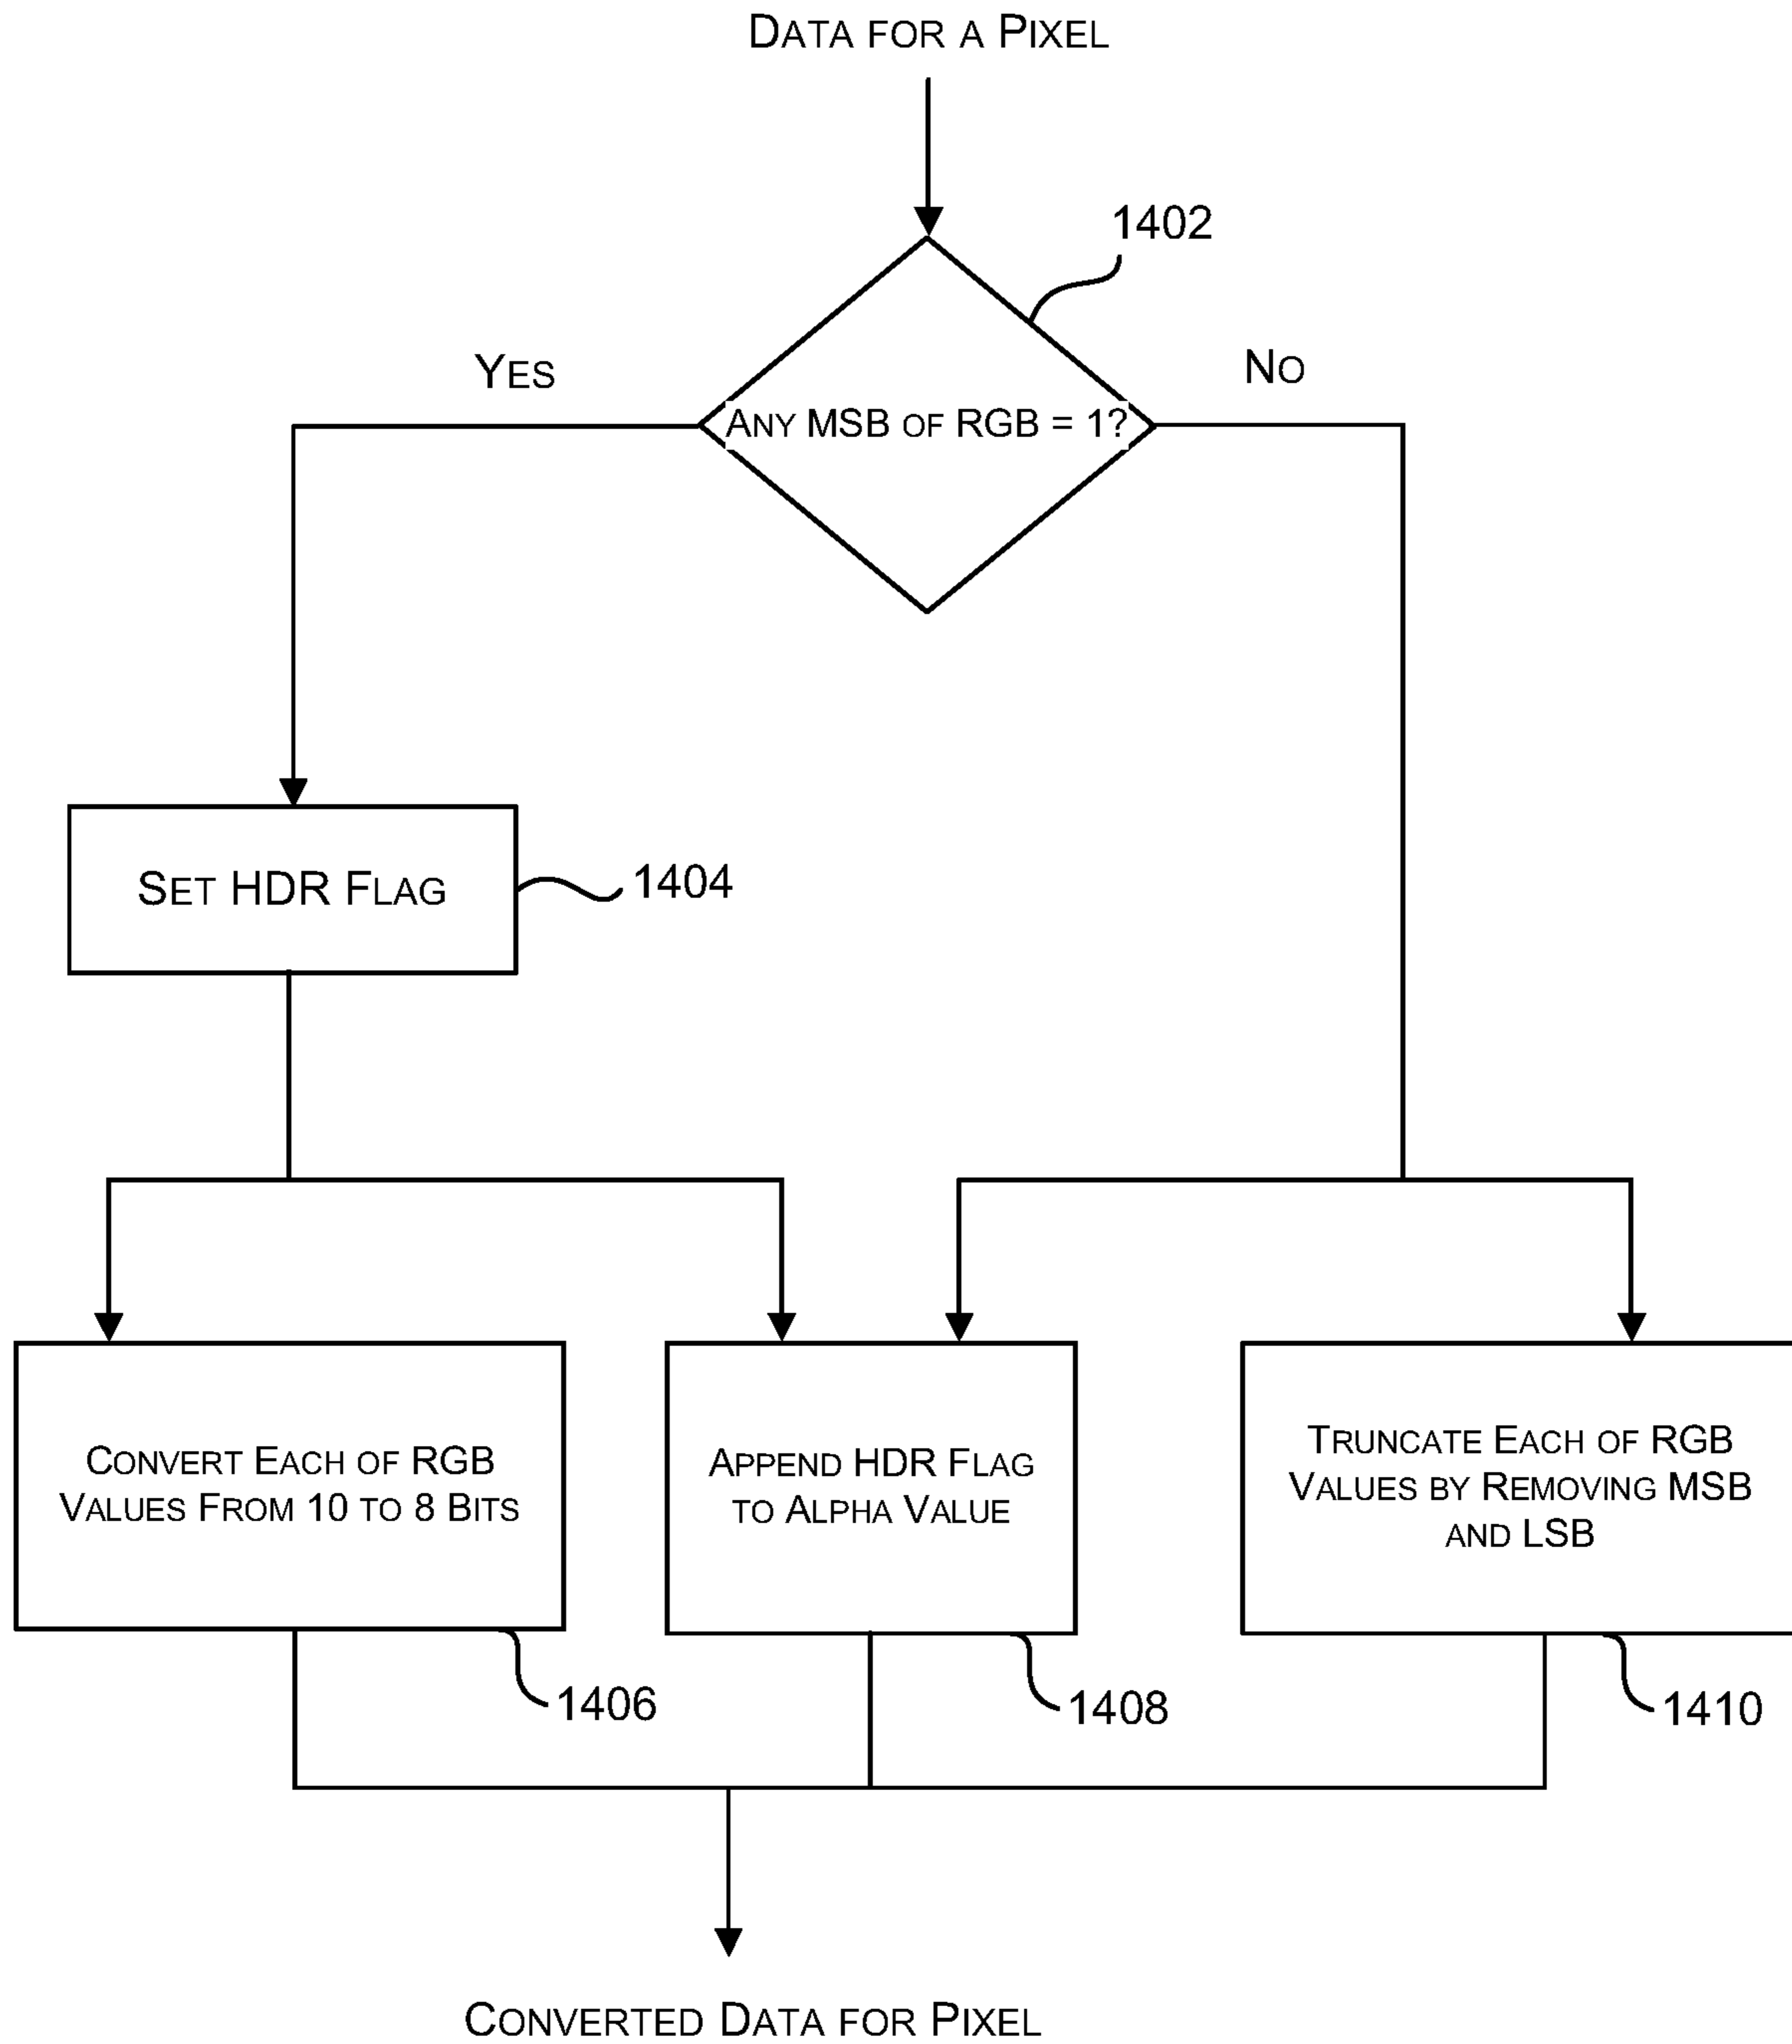 DATA FOR A PIXEL
1402
YES
NO
ANY MSB OF RGB = 1?
SET HDR FLAG
1404
CONVERT EACH OF RGB
VALUES FROM 10 TO 8 BITS
APPEND HDR FLAG
TO ALPHA VALUE
TRUNCATE EACH OF RGB
VALUES BY REMOVING MSB
AND LSB
1406
1408
1410
CONVERTED DATA FOR PIXEL